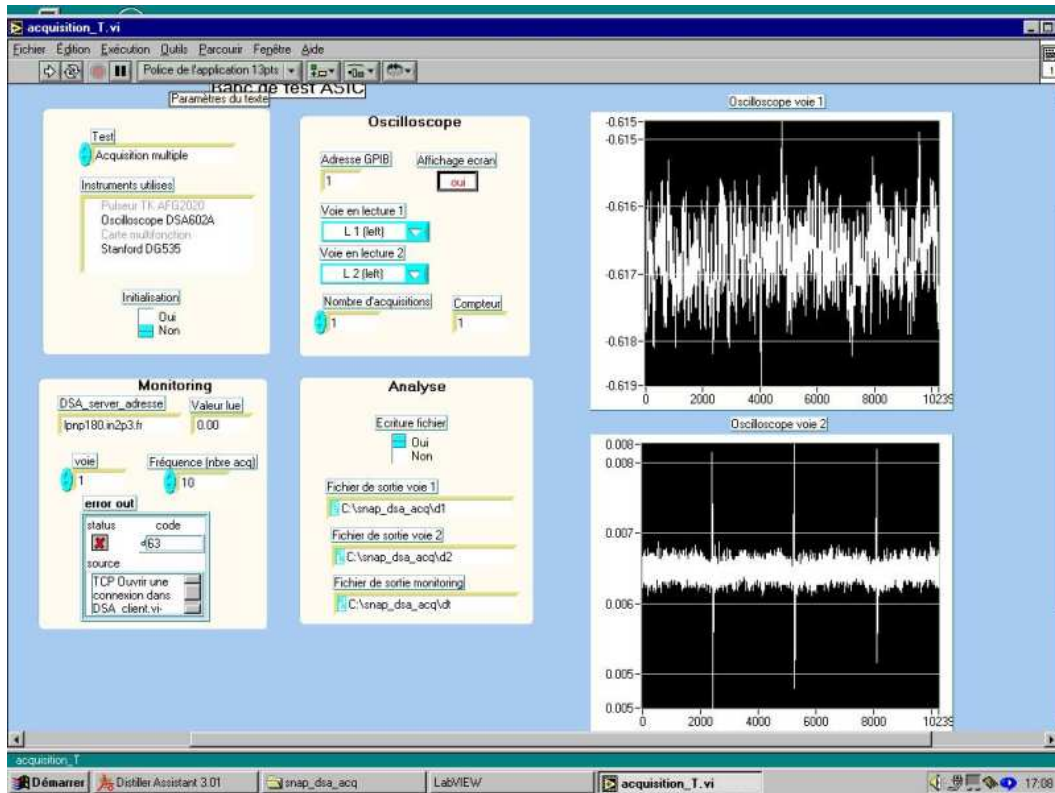 acquisition_T.vi
Fichier Édition Exécution Outils Parcourir Fenêtre Aide
Police de l'application 13pts
Banc de test ASIC
Paramètres du texte
Test
Acquisition multiple
Instruments utilises
Pulseur TK AFG2020
Oscilloscope DSA602A
Carte multifonction
Stanford DG535
Initialisation
Oui
Non
Oscilloscope
Adresse GPIB Affichage ecran
1 oui
Voie en lecture 1
L 1 (left)
Voie en lecture 2
L 2 (left)
Nombre d'acquisitions Compteur
1 1
Monitoring
DSA_server_adresse Valeur lue
lpnp180.in2p3.fr 0.00
voie Fréquence (nbre acq)
1 10
error out
status code
63
source
TCP Ouvrir une
connexion dans
DSA_client.vi-
Analyse
Ecriture fichier
Oui
Non
Fichier de sortie voie 1
C:\snap_dsa_acq\d1
Fichier de sortie voie 2
C:\snap_dsa_acq\d2
Fichier de sortie monitoring
C:\snap_dsa_acq\dt
Oscilloscope voie 1
-0.615
-0.615
-0.616
-0.617
-0.618
-0.619
0 2000 4000 6000 8000 10239
Oscilloscope voie 2
0.008
0.008
0.007
0.006
0.005
0.005
0 2000 4000 6000 8000 10239
acquisition_T
Démarrer Distiller Assistant 3.01 snap_dsa_acq LabVIEW acquisition_T.vi 17:08